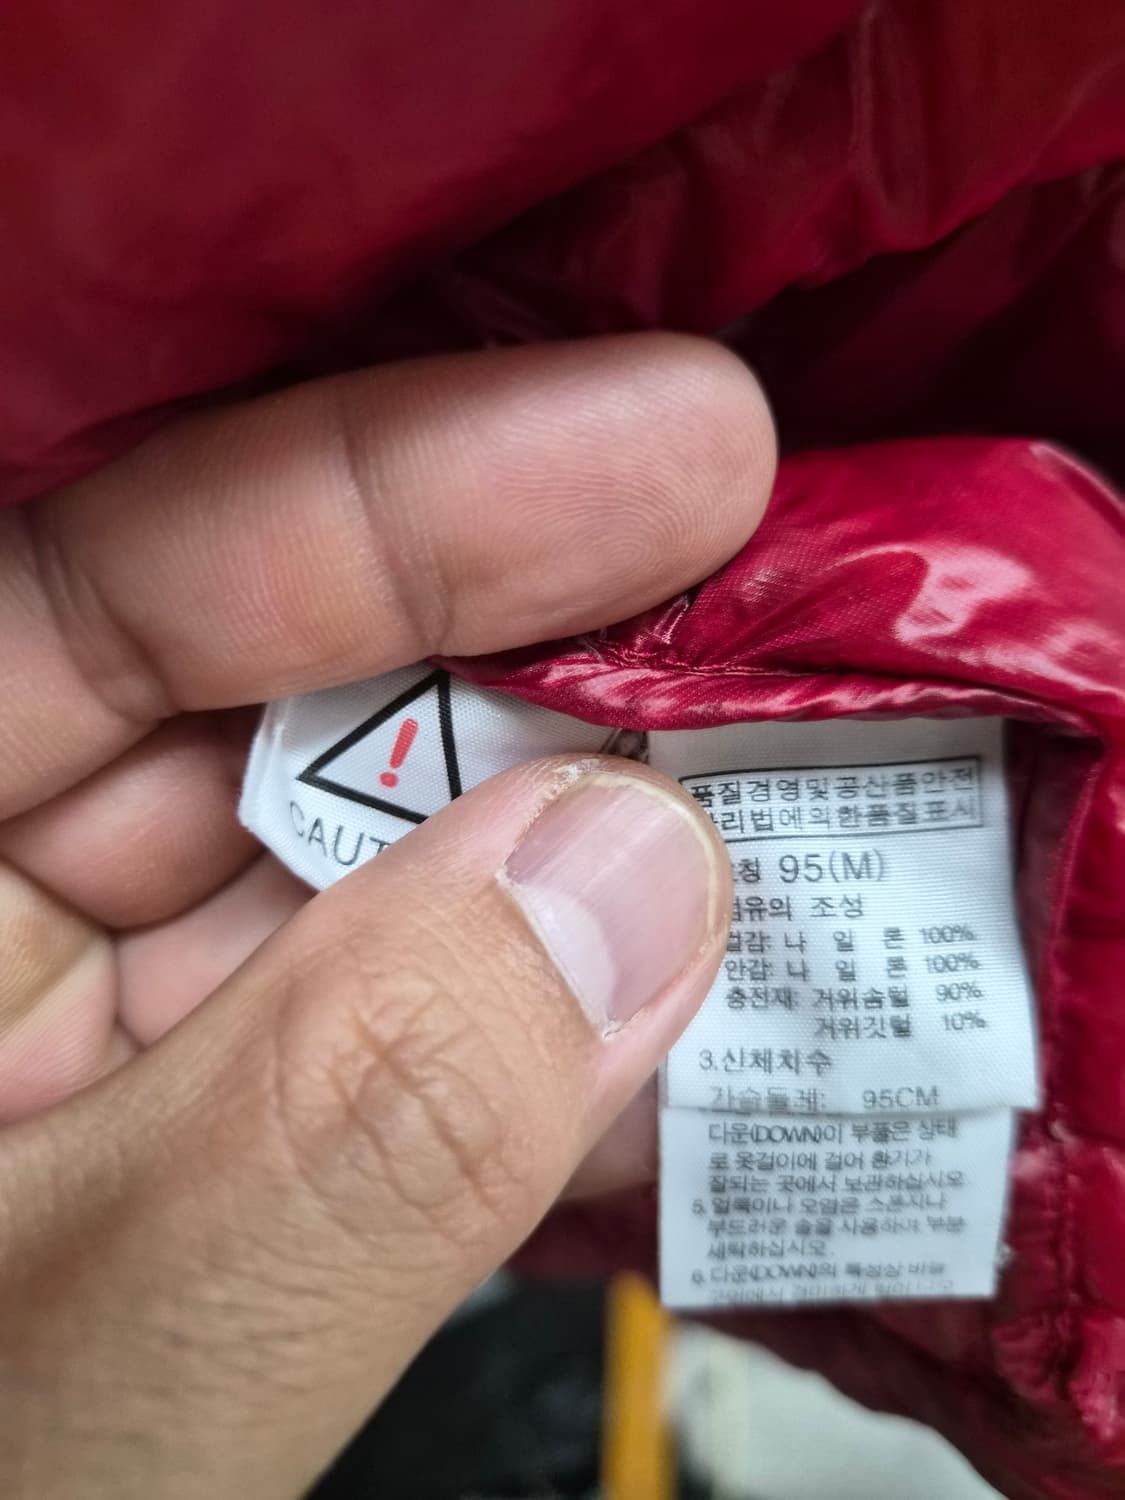 CAUT
품질경영및공산품안전
리법에의한품질표시
칭 95(M)
섬유의 조성
겉감: 나 일 론 100%
안감: 나 일 론 100%
충전재: 거위솜털 90%
거위깃털 10%
3.신체치수
가슴둘레: 95CM
다운(DOWN)이 부풀은 상태
로 옷걸이에 걸어 환기가
잘되는 곳에서 보관하십시오
5. 얼룩이나 오염은 스폰지나
부드러운 솔을 사용하여 부분
세탁하십시오.
6. 다운(DOWN)의 특성상 비늘